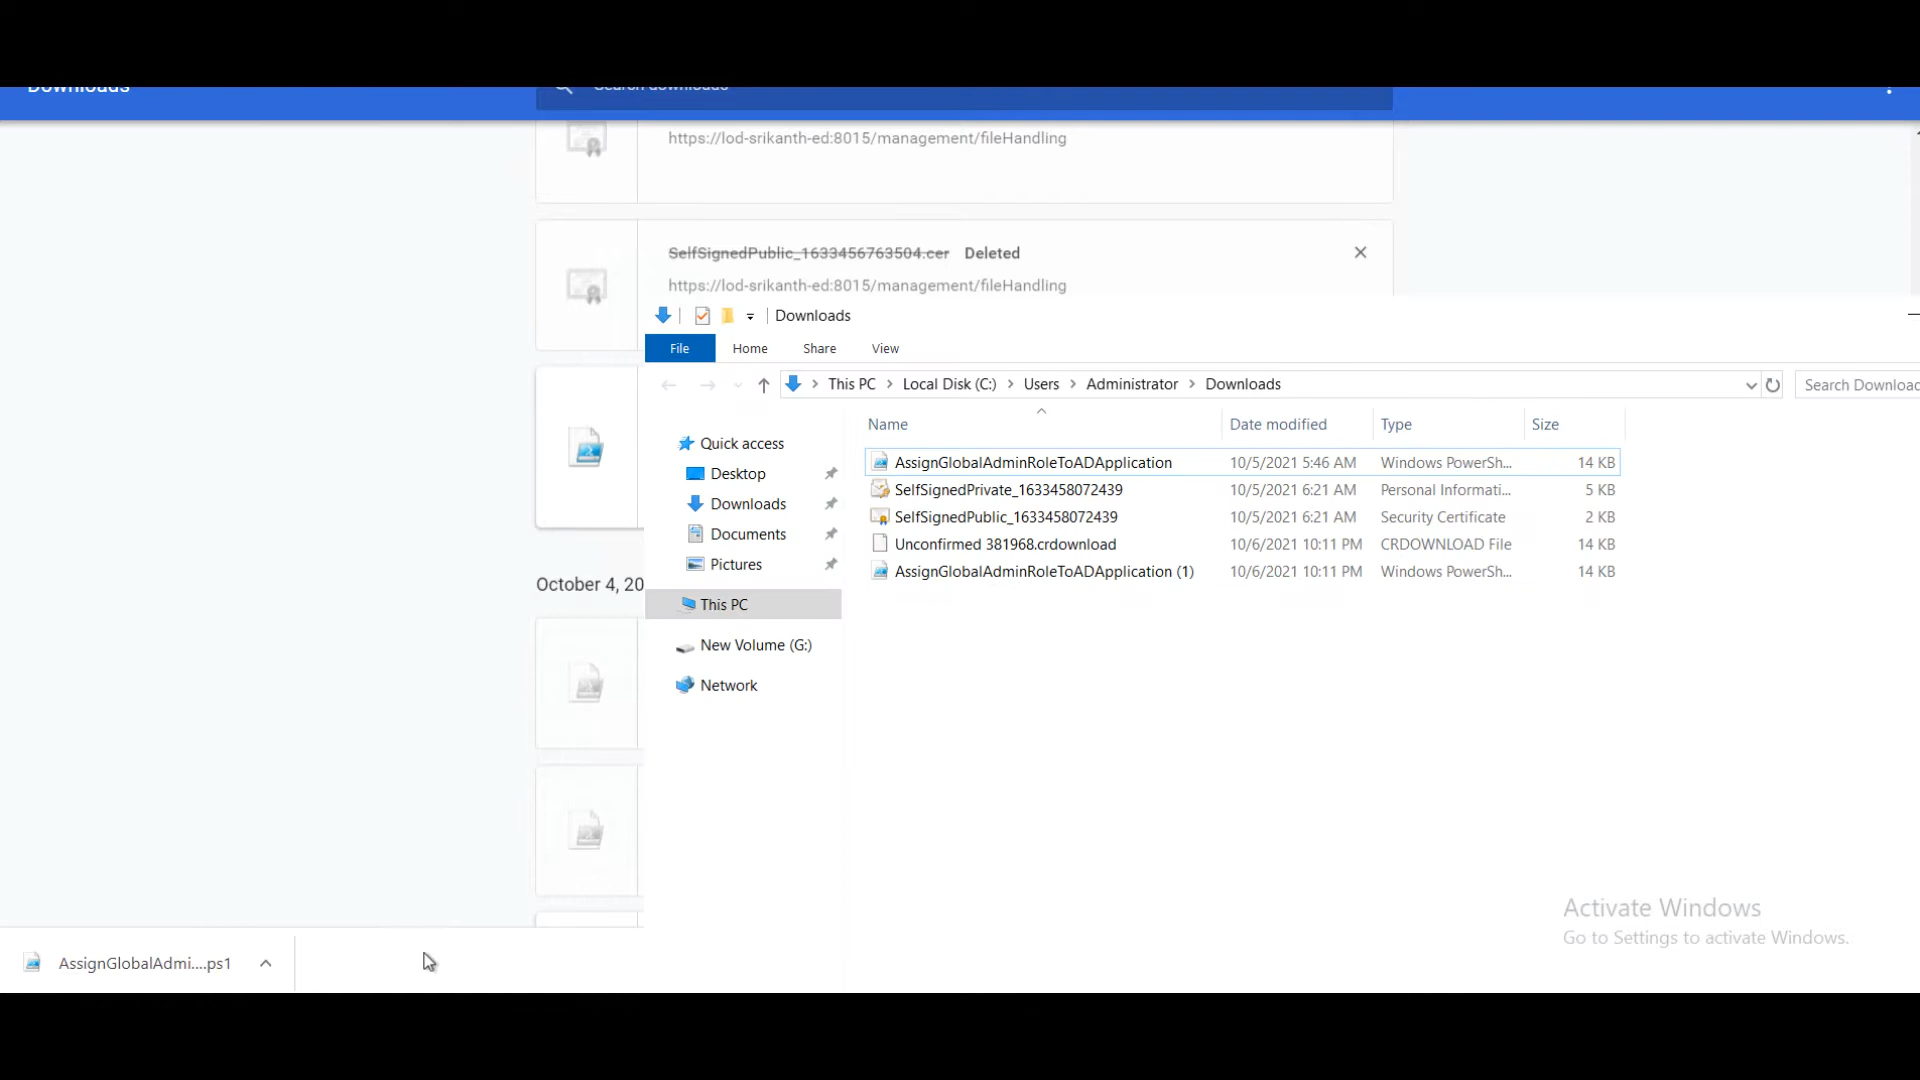 Downloads
Search downloads
https://lod-srikanth-ed:8015/management/fileHandling
SelfSignedPublic_1633456763504.cer Deleted
https://lod-srikanth-ed:8015/management/fileHandling
Downloads
File Home Share View
This PC Local Disk (C:) Users Administrator Downloads
Search Downloac
Name Date modified Type Size
Quick access
Desktop
Downloads
Documents
Pictures
This PC
New Volume (G:)
Network
AssignGlobalAdminRoleToADApplication 10/5/2021 5:46 AM Windows PowerSh... 14 KB
SelfSignedPrivate_1633458072439 10/5/2021 6:21 AM Personal Informati... 5 KB
SelfSignedPublic_1633458072439 10/5/2021 6:21 AM Security Certificate 2 KB
Unconfirmed 381968.crdownload 10/6/2021 10:11 PM CRDOWNLOAD File 14 KB
AssignGlobalAdminRoleToADApplication (1) 10/6/2021 10:11 PM Windows PowerSh... 14 KB
October 4, 20
Activate Windows
Go to Settings to activate Windows.
AssignGlobalAdmi....ps1